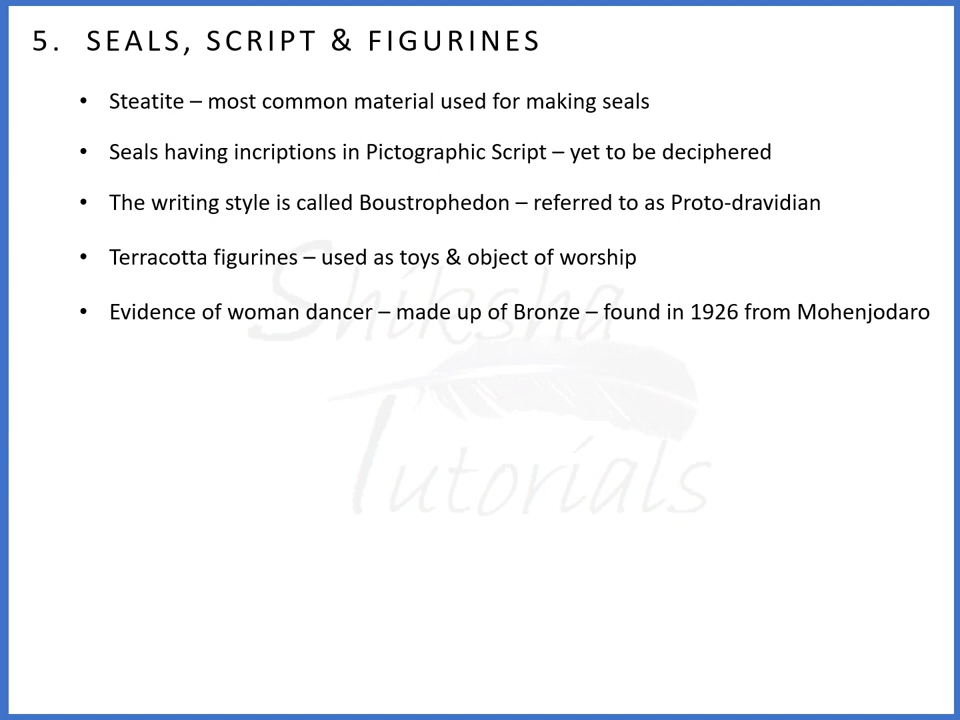 5. SEALS, SCRIPT & FIGURINES
• Steatite – most common material used for making seals
• Seals having incriptions in Pictographic Script – yet to be deciphered
• The writing style is called Boustrophedon – referred to as Proto-dravidian
• Terracotta figurines – used as toys & object of worship
• Evidence of woman dancer – made up of Bronze – found in 1926 from Mohenjodaro
Shiksha
Tutorials